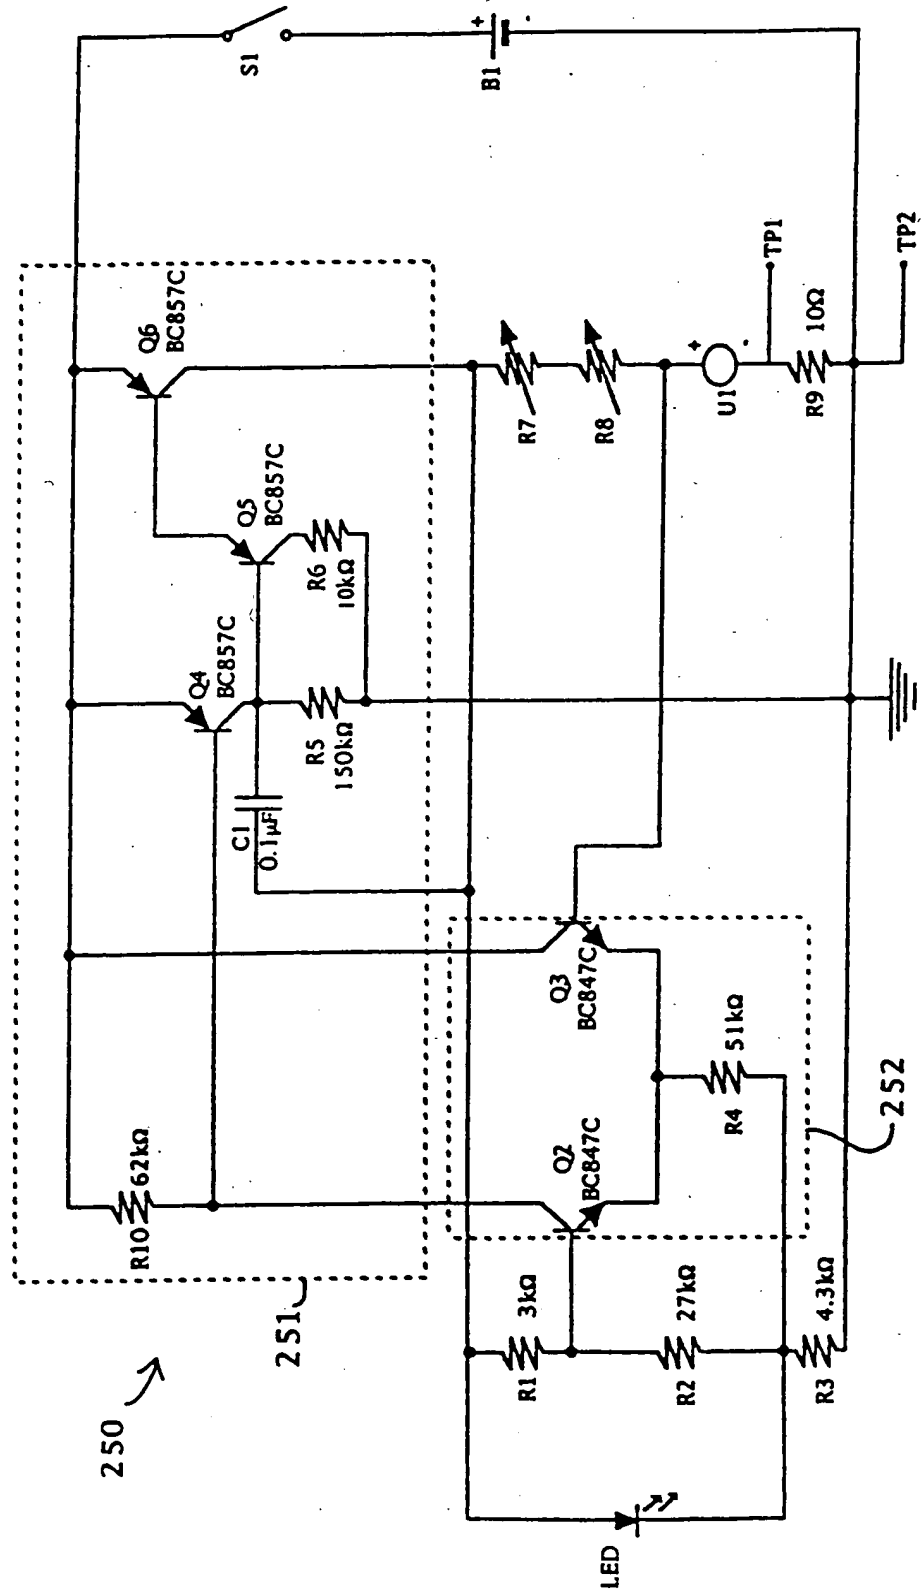 250
251
252
S1
B1
+
-
Q6
BC857C
Q5
BC857C
Q4
BC857C
R6
10kΩ
R5
150kΩ
C1
0.1µF
R10
62kΩ
R7
R8
+
-
U1
TP1
R9
10Ω
TP2
Q3
BC847C
Q2
BC847C
R4
51kΩ
R1
3kΩ
R2
27kΩ
R3
4.3kΩ
LED